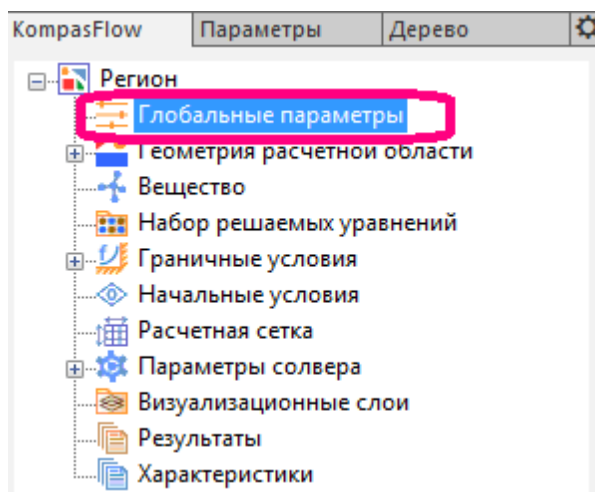 KompasFlow Параметры Дерево
Регион
Глобальные параметры
Геометрия расчетной области
Вещество
Набор решаемых уравнений
Граничные условия
Начальные условия
Расчетная сетка
Параметры солвера
Визуализационные слои
Результаты
Характеристики